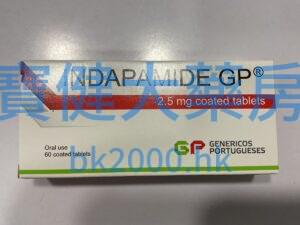 INDAPAMIDE GP®
2.5 mg coated tablets
寶健大藥房
Oral use
60 coated tablets
GP GENERICOS
PORTUGUESES
bk2000.hk